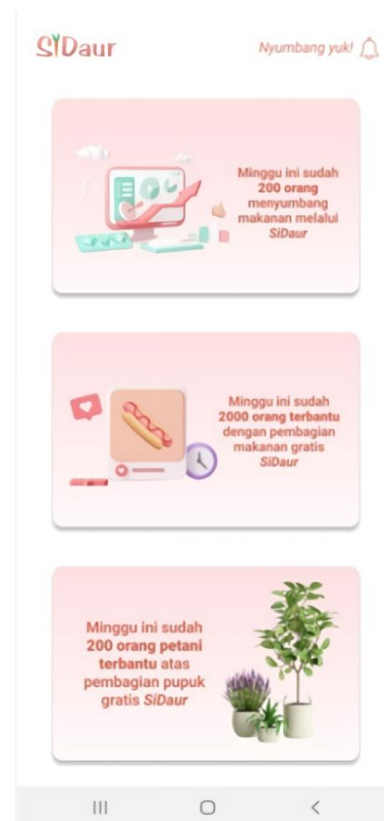 SiDaur
Nyumbang yuk!
Minggu ini sudah
200 orang
menyumbang
makanan melalui
SiDaur
Minggu ini sudah
2000 orang terbantu
dengan pembagian
makanan gratis
SiDaur
Minggu ini sudah
200 orang petani
terbantu atas
pembagian pupuk
gratis SiDaur